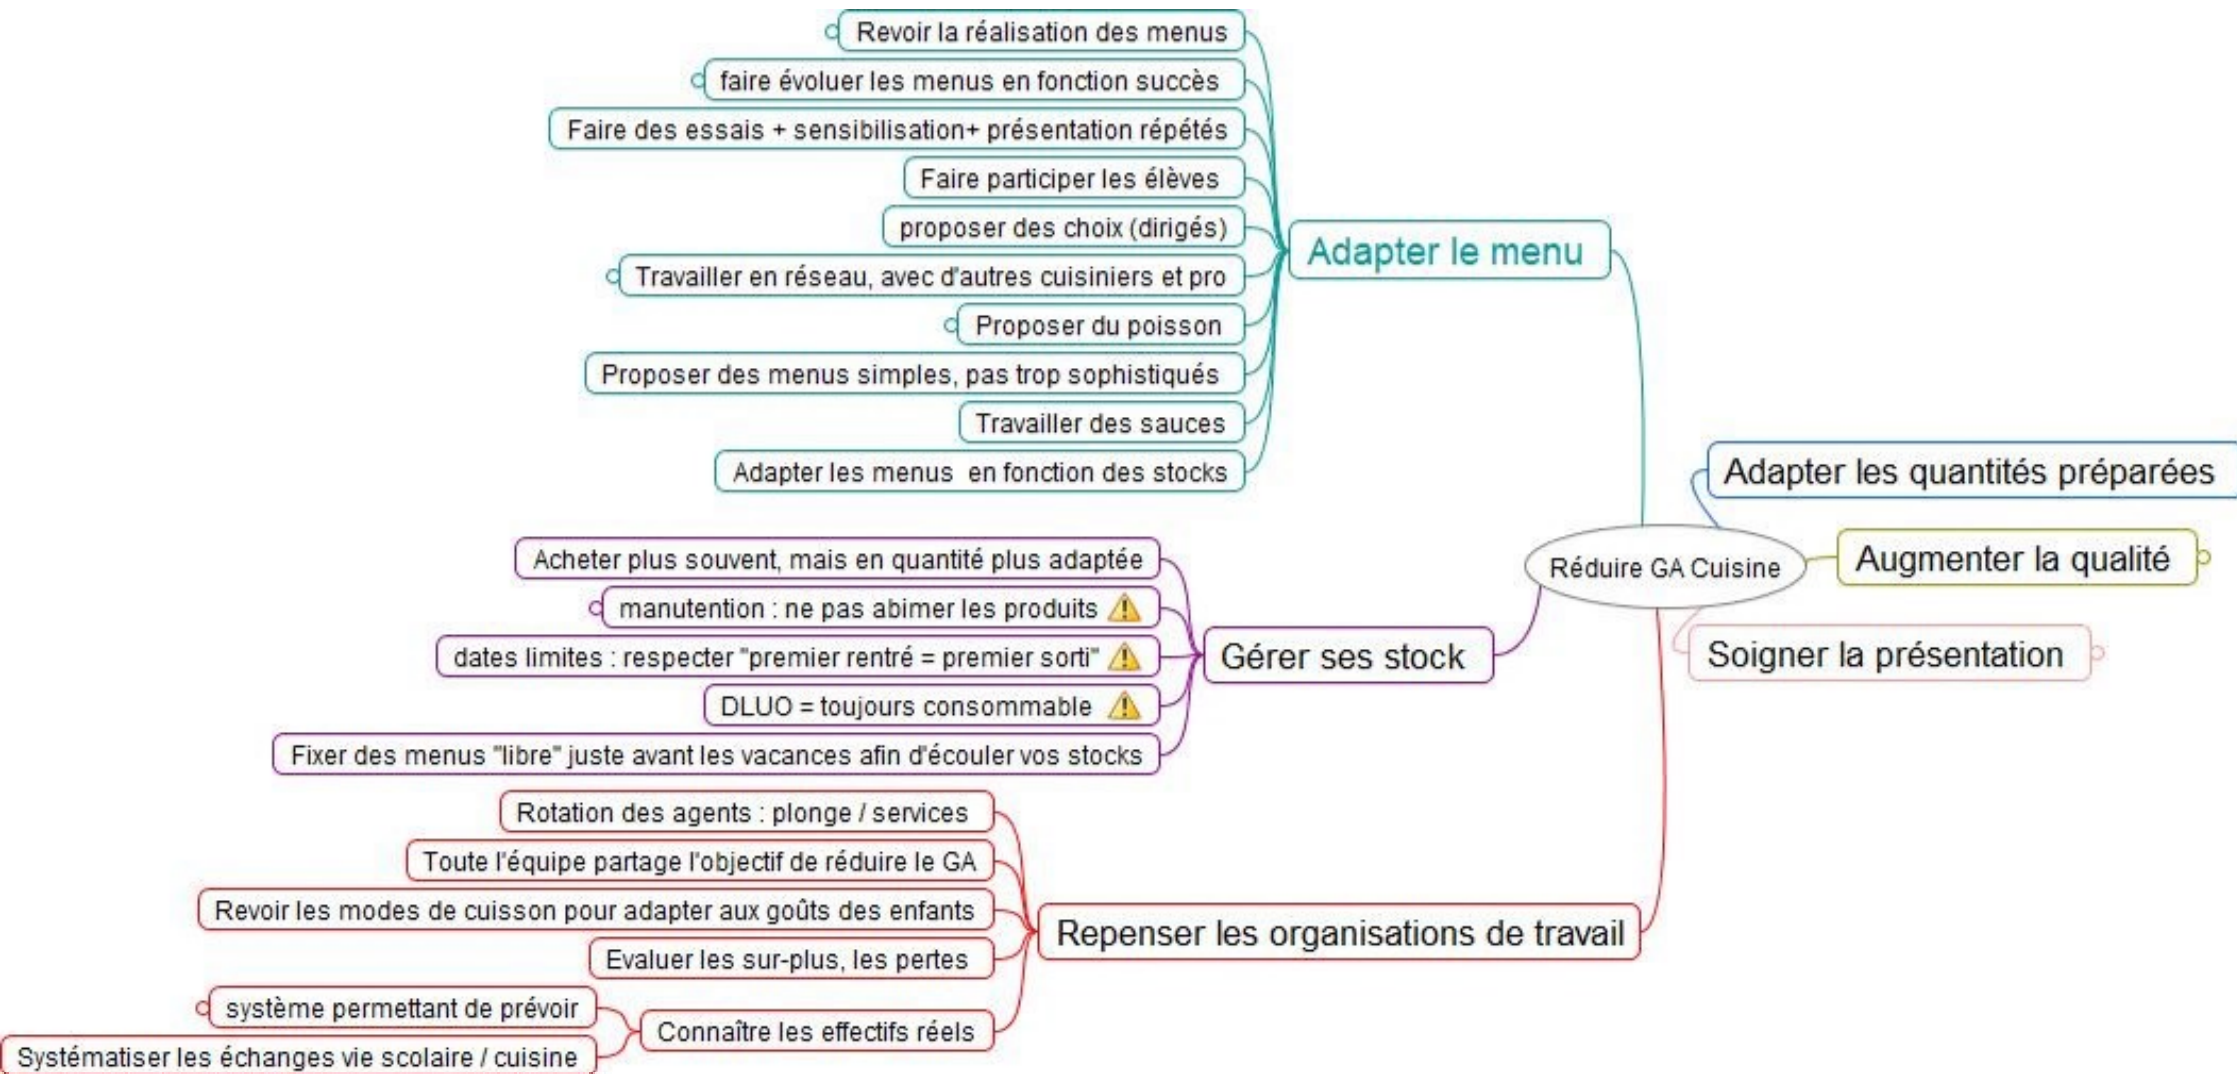 Revoir la réalisation des menus
faire évoluer les menus en fonction succès
Faire des essais + sensibilisation+ présentation répétés
Faire participer les élèves
proposer des choix (dirigés)
Travailler en réseau, avec d'autres cuisiniers et pro
Proposer du poisson
Proposer des menus simples, pas trop sophistiqués
Travailler des sauces
Adapter les menus en fonction des stocks
Adapter le menu
Acheter plus souvent, mais en quantité plus adaptée
manutention : ne pas abimer les produits
dates limites : respecter "premier rentré = premier sorti"
DLUO = toujours consommable
Fixer des menus "libre" juste avant les vacances afin d'écouler vos stocks
Gérer ses stock
Rotation des agents : plonge / services
Toute l'équipe partage l'objectif de réduire le GA
Revoir les modes de cuisson pour adapter aux goûts des enfants
Evaluer les sur-plus, les pertes
système permettant de prévoir
Systématiser les échanges vie scolaire / cuisine
Connaître les effectifs réels
Repenser les organisations de travail
Réduire GA Cuisine
Adapter les quantités préparées
Augmenter la qualité
Soigner la présentation